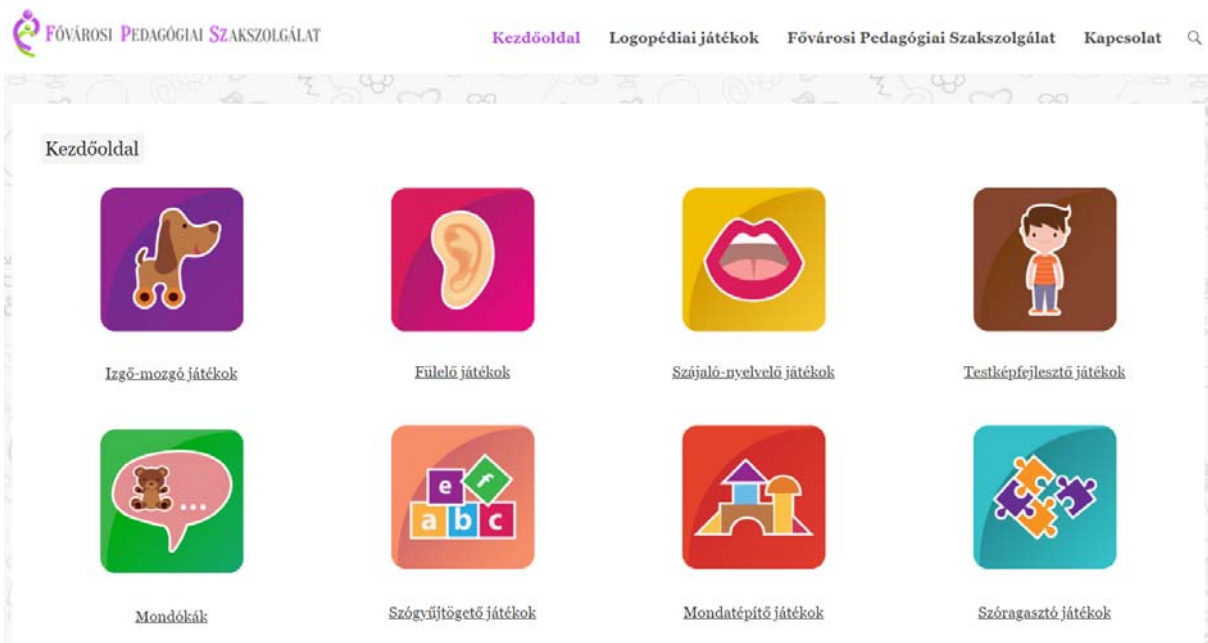 FŐVÁROSI PEDAGÓGIAI SZAKSZOLGÁLAT
Kezdőoldal Logopédiai játékok Fővárosi Pedagógiai Szakszolgálat Kapcsolat
Kezdőoldal
Izgő-mozgó játékok Fülelő játékok Szájaló-nyelvelő játékok Testképfejlesztő játékok
e f
a b c
Mondókák Szógyűjtögető játékok Mondatépítő játékok Szóragasztó játékok